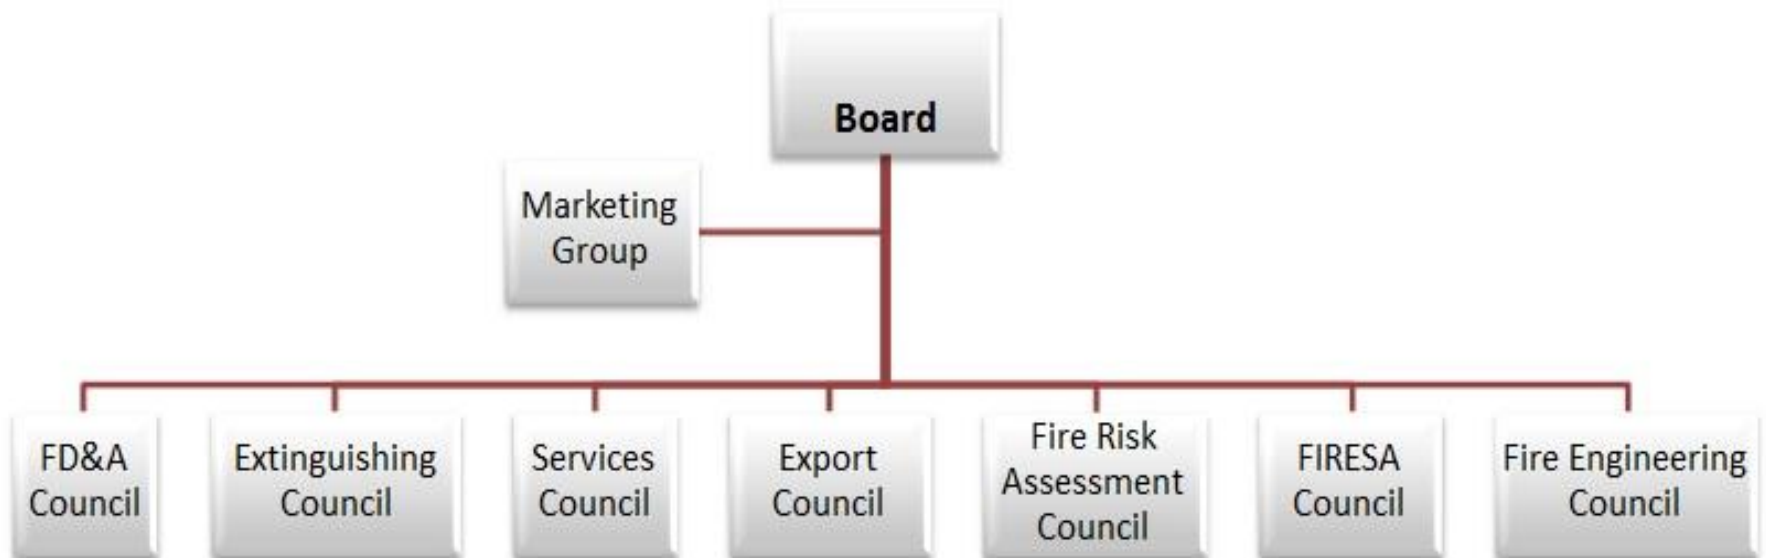 Board
Marketing
Group
FD&A
Council
Extinguishing
Council
Services
Council
Export
Council
Fire Risk
Assessment
Council
FIRESA
Council
Fire Engineering
Council